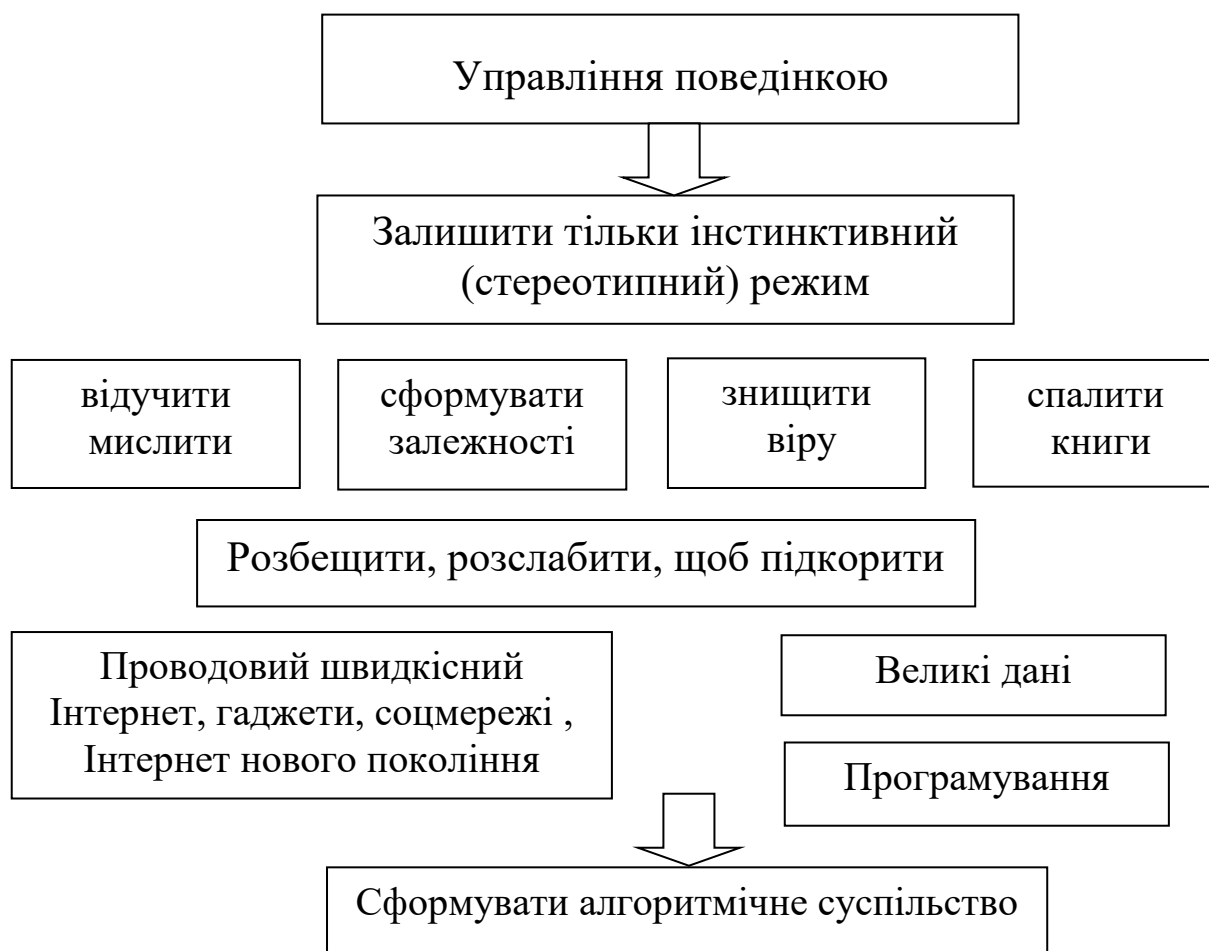 Управління поведінкою
Залишити тільки інстинктивний
(стереотипний) режим
відучити
мислити
сформувати
залежності
знищити
віру
спалити
книги
Розбещити, розслабити, щоб підкорити
Проводовий швидкісний
Інтернет, гаджети, соцмережі ,
Інтернет нового покоління
Великі дані
Програмування
Сформувати алгоритмічне суспільство